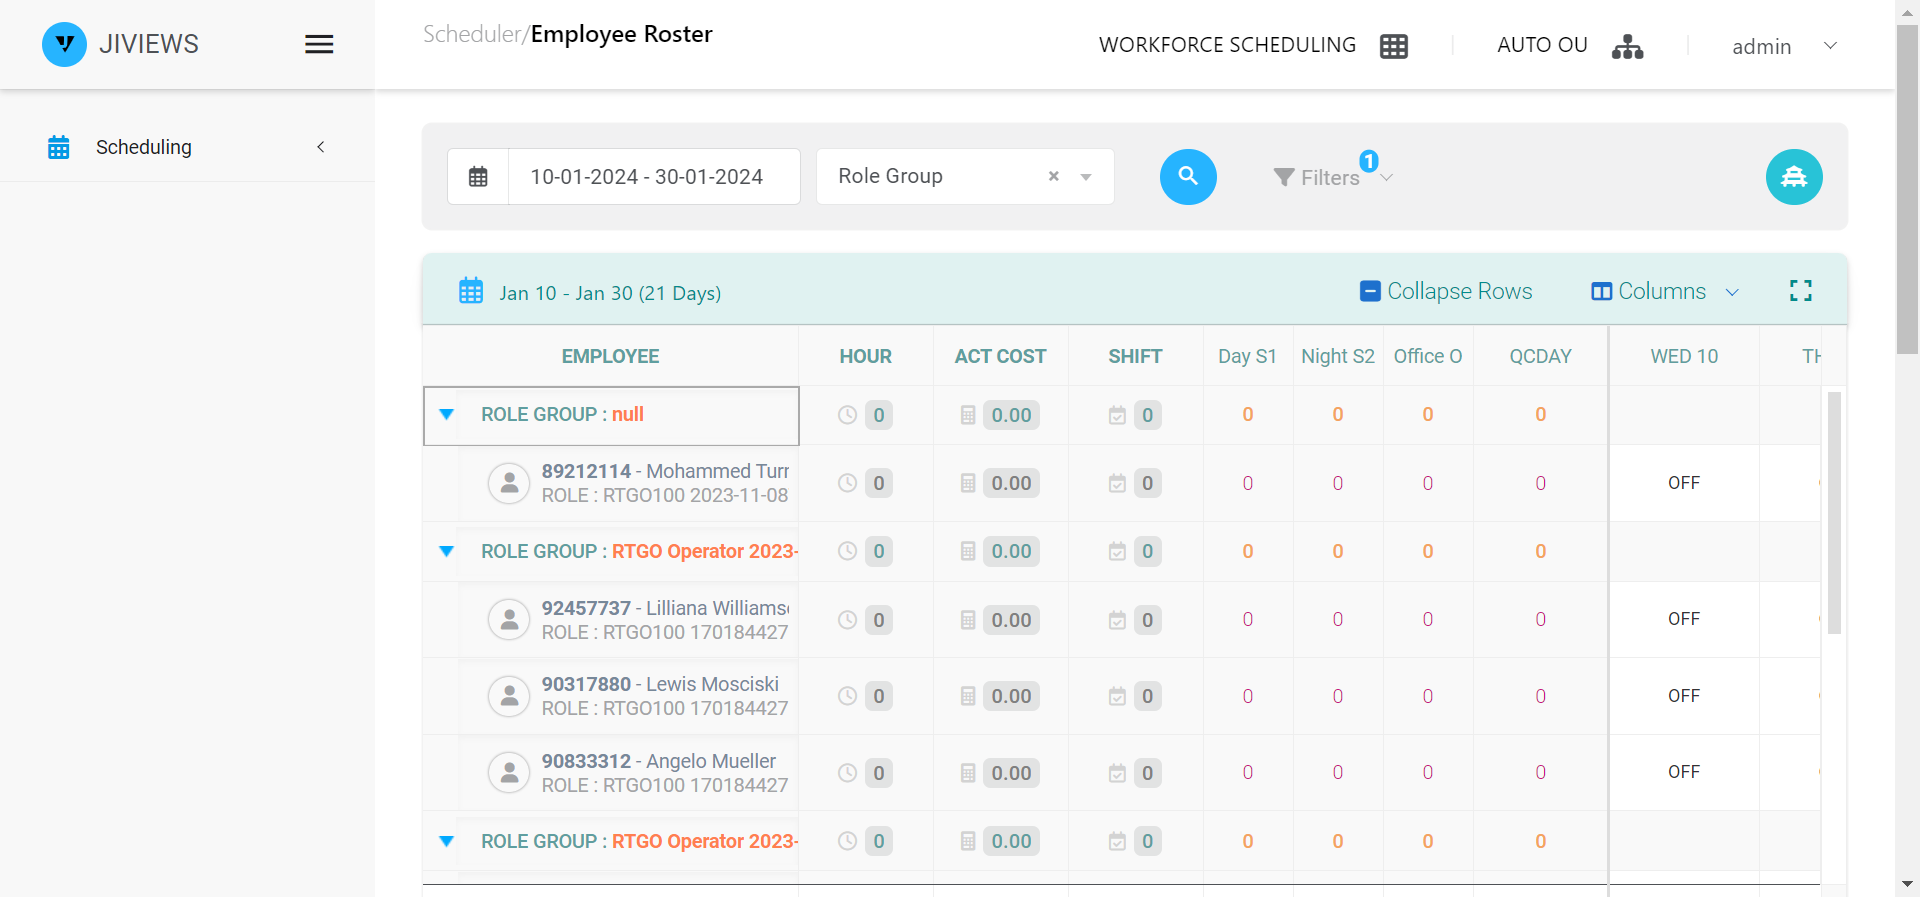 JIVIEWS
Scheduler/Employee Roster
WORKFORCE SCHEDULING
AUTO OU
admin
Scheduling
10-01-2024 - 30-01-2024
Role Group
Filters
1
Jan 10 - Jan 30 (21 Days)
Collapse Rows
Columns
EMPLOYEE HOUR ACT COST SHIFT Day S1 Night S2 Office O QCDAY WED 10
ROLE GROUP : null 0 0.00 0 0 0 0 0
89212114 - Mohammed Turr
ROLE : RTGO100 2023-11-08
0 0.00 0 0 0 0 0 OFF
ROLE GROUP : RTGO Operator 2023- 0 0.00 0 0 0 0 0
92457737 - Lilliana Williams
ROLE : RTGO100 170184427
0 0.00 0 0 0 0 0 OFF
90317880 - Lewis Mosciski
ROLE : RTGO100 170184427
0 0.00 0 0 0 0 0 OFF
90833312 - Angelo Mueller
ROLE : RTGO100 170184427
0 0.00 0 0 0 0 0 OFF
ROLE GROUP : RTGO Operator 2023- 0 0.00 0 0 0 0 0